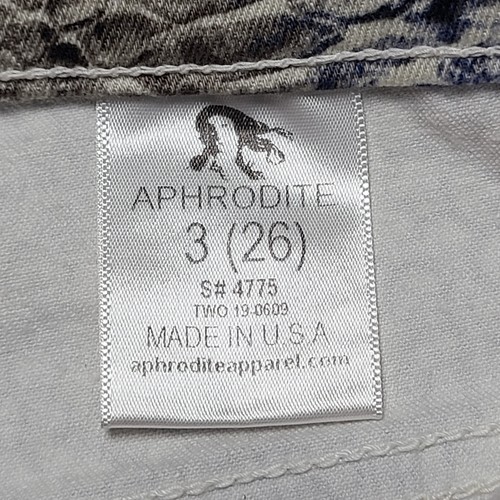 APHRODITE
3 (26)
S# 4775
TWO 19-0609
MADE IN U.S.A
aphroditeapparel.com